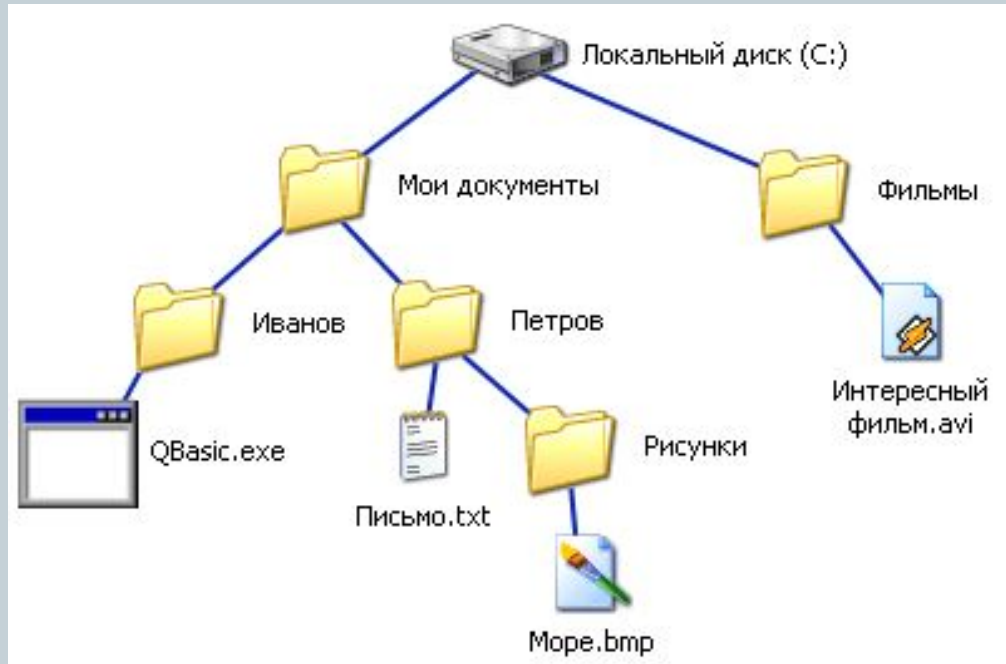 Локальный диск (C:)
Мои документы
Фильмы
Иванов
Петров
Интересный
фильм.avi
QBasic.exe
Рисунки
Письмо.txt
Море.bmp